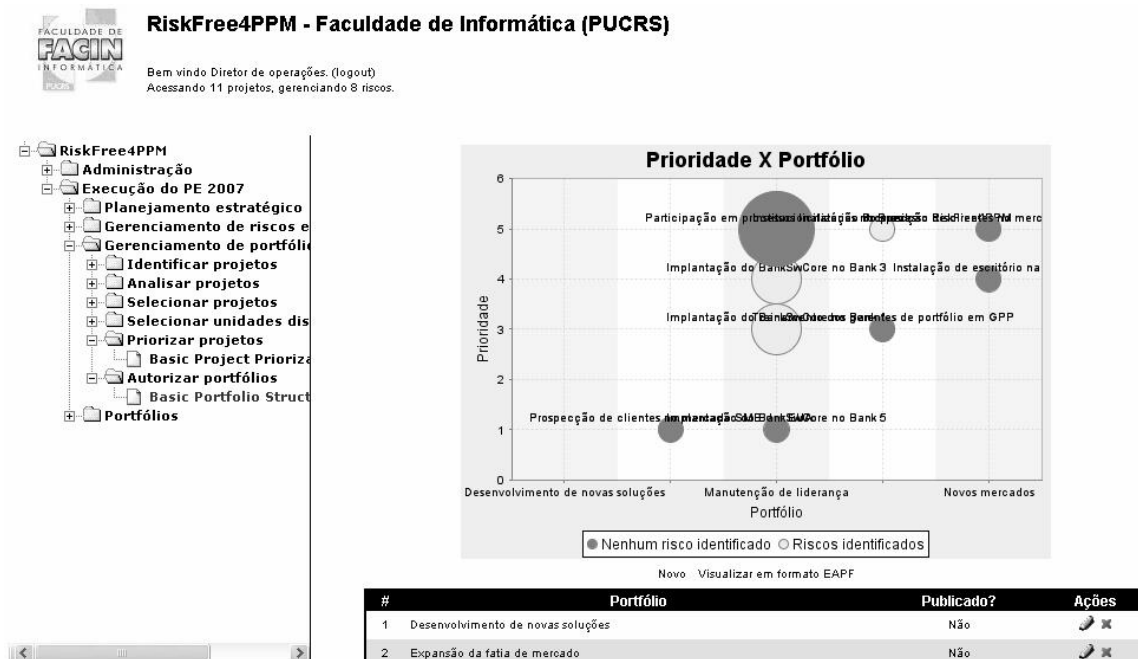 FACULDADE DE
FACIN
INFORMÁTICA
PUCRS
RiskFree4PPM - Faculdade de Informática (PUCRS)
Bem vindo Diretor de operações. (logout)
Acessando 11 projetos, gerenciando 8 riscos.
RiskFree4PPM
Administração
Execução do PE 2007
Planejamento estratégico
Gerenciamento de riscos e
Gerenciamento de portfóli
Identificar projetos
Analisar projetos
Selecionar projetos
Selecionar unidades dis
Priorizar projetos
Basic Project Prioriza
Autorizar portfólios
Basic Portfolio Struct
Portfólios
Prioridade X Portfólio
6
Participação em merc
5
Implantação do BankSwCore no Bank 3 Instalação de escritório na
4
Implantação do gerentes de portfólio em GPP
3
2
Prospecção de clientes no Bank 5
1
0
Prioridade
Desenvolvimento de novas soluções Manutenção de liderança Novos mercados
Portfólio
Nenhum risco identificado Riscos identificados
Novo Visualizar em formato EAPF
# Portfólio Publicado? Ações
1 Desenvolvimento de novas soluções Não
2 Expansão da fatia de mercado Não